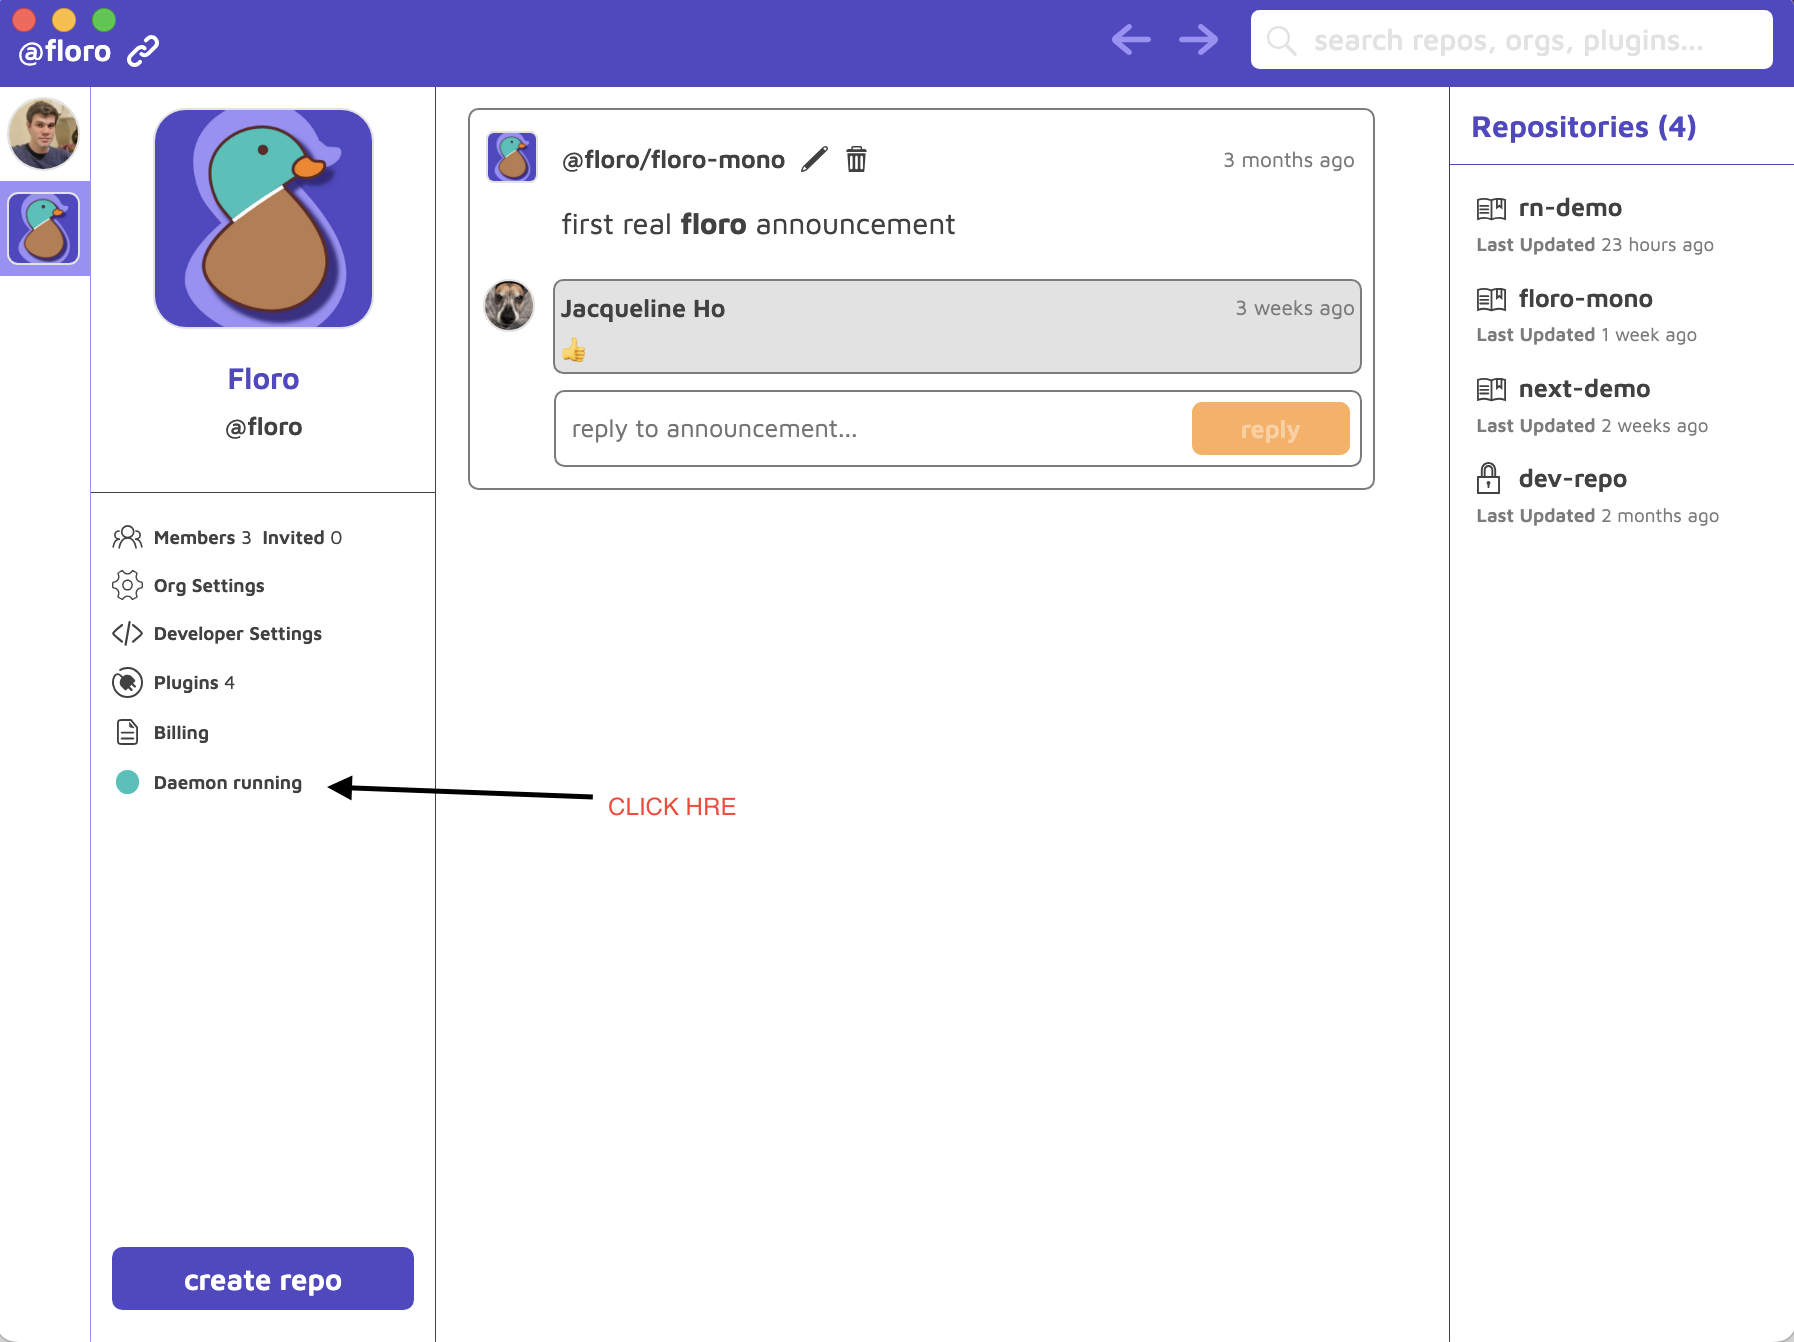 @floro
search repos, orgs, plugins...
Floro
@floro
Members 3 Invited 0
Org Settings
Developer Settings
Plugins 4
Billing
Daemon running
create repo
@floro/floro-mono
3 months ago
first real floro announcement
Jacqueline Ho
3 weeks ago
👍
reply to announcement...
reply
CLICK HRE
Repositories (4)
rn-demo
Last Updated 23 hours ago
floro-mono
Last Updated 1 week ago
next-demo
Last Updated 2 weeks ago
dev-repo
Last Updated 2 months ago